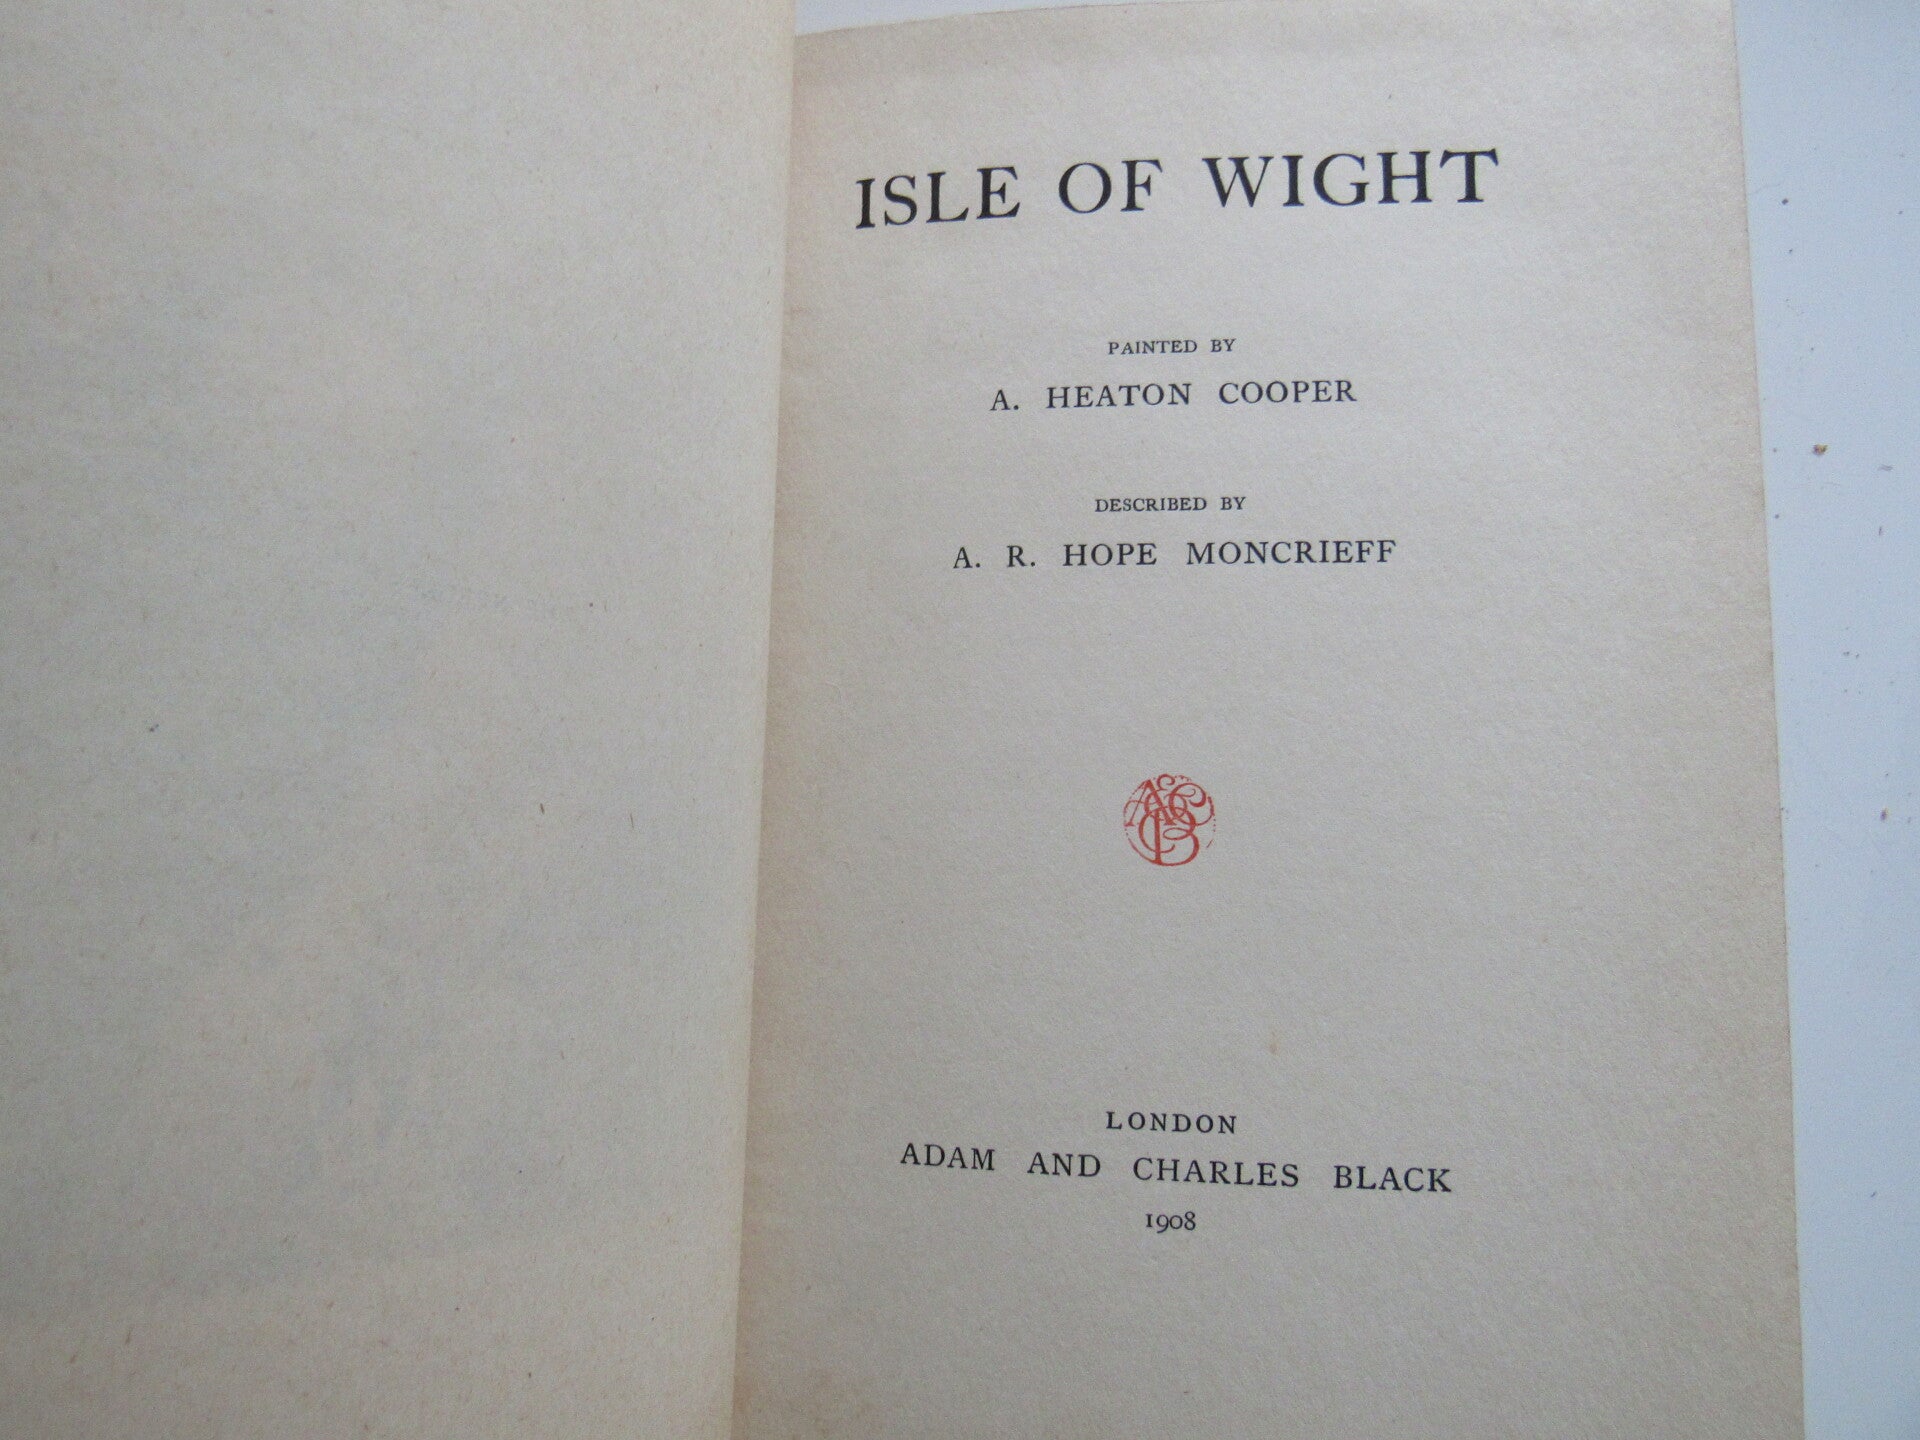 ISLE OF WIGHT
PAINTED BY
A. HEATON COOPER
DESCRIBED BY
A. R. HOPE MONCRIEFF
A & C
B
LONDON
ADAM AND CHARLES BLACK
1908